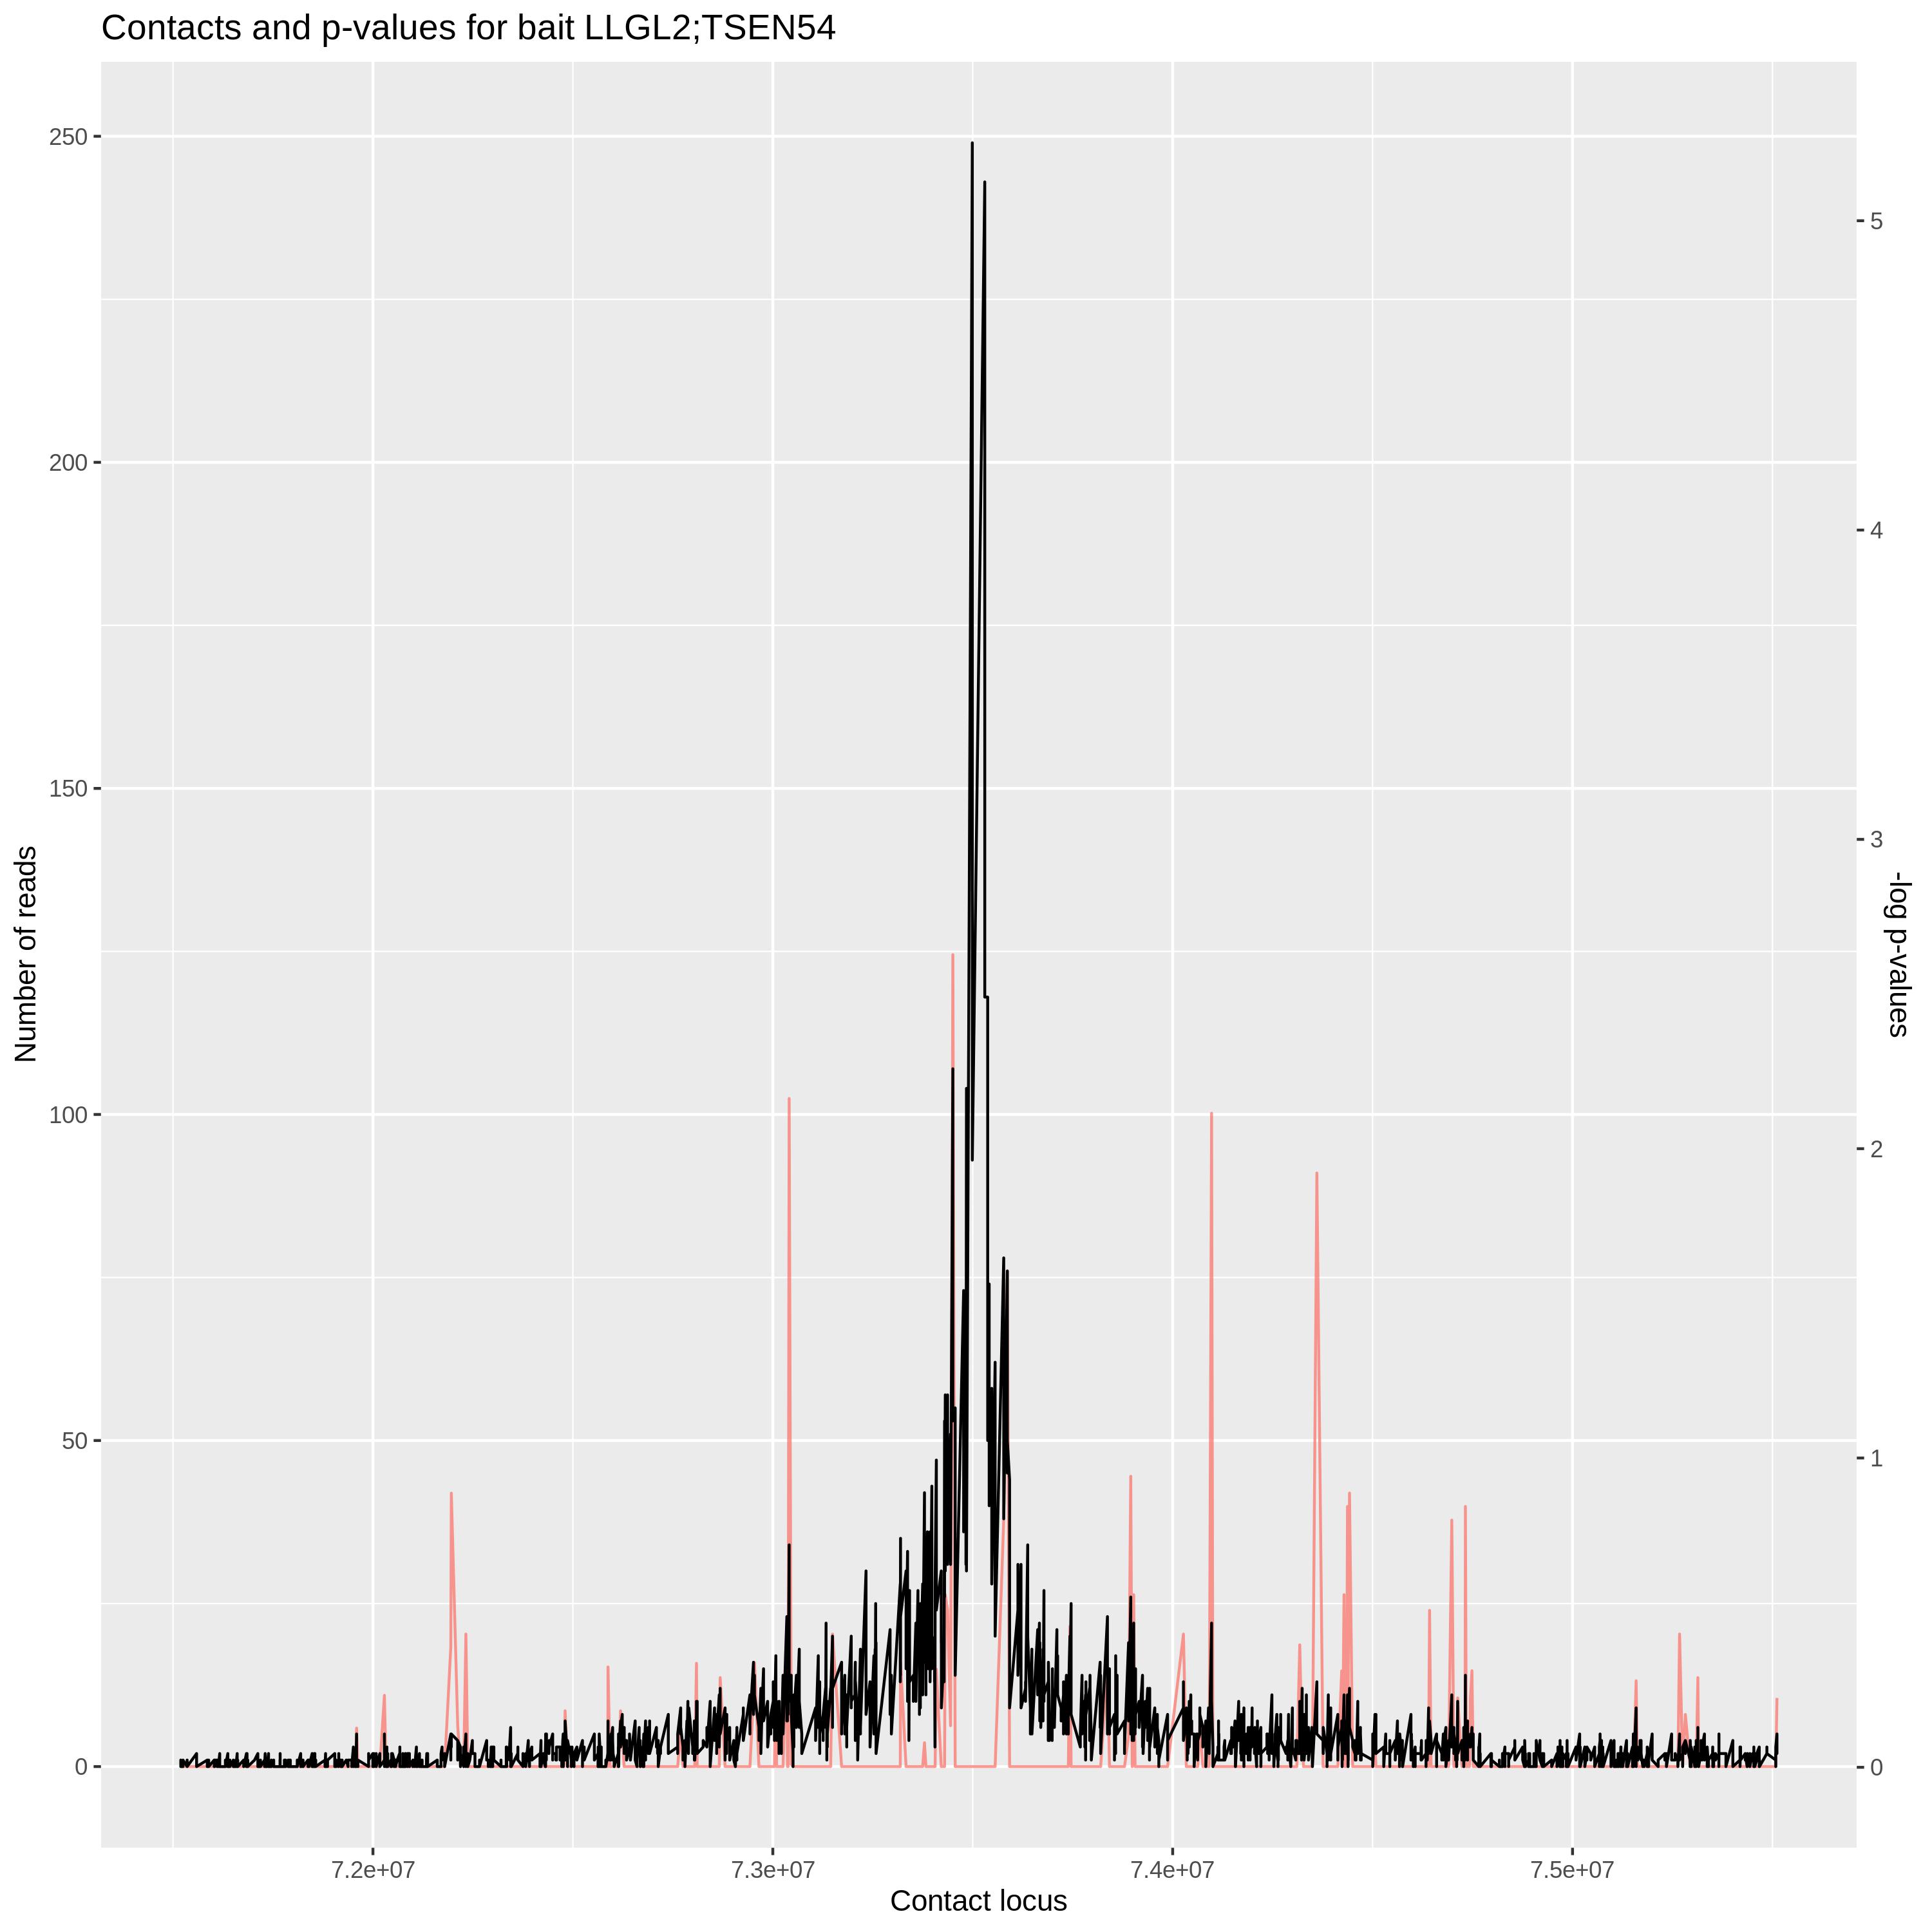 Contacts and p-values for bait LLGL2;TSEN54
250
200
150
100
50
0
Number of reads
5
4
3
2
1
0
-log p-values
7.2e+07
7.3e+07
7.4e+07
7.5e+07
Contact locus